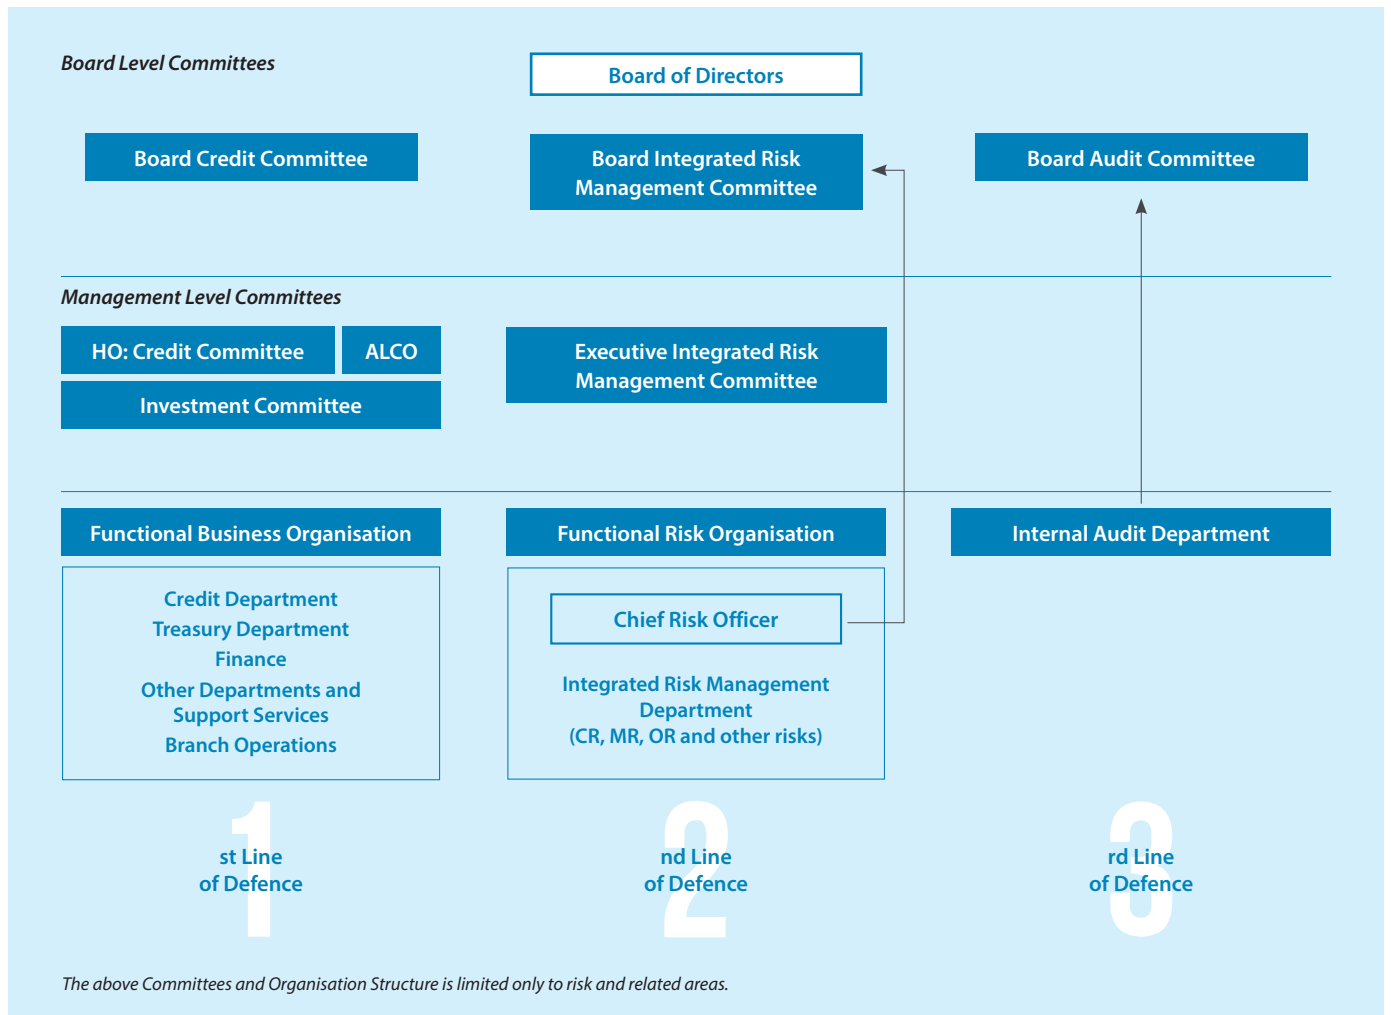 Board Level Committees
Board of Directors
Board Credit Committee
Board Integrated Risk
Management Committee
Board Audit Committee
Management Level Committees
HO: Credit Committee
ALCO
Investment Committee
Executive Integrated Risk
Management Committee
Functional Business Organisation
Credit Department
Treasury Department
Finance
Other Departments and
Support Services
Branch Operations
Functional Risk Organisation
Chief Risk Officer
Integrated Risk Management
Department
(CR, MR, OR and other risks)
Internal Audit Department
1
st Line
of Defence
2
nd Line
of Defence
3
rd Line
of Defence
The above Committees and Organisation Structure is limited only to risk and related areas.